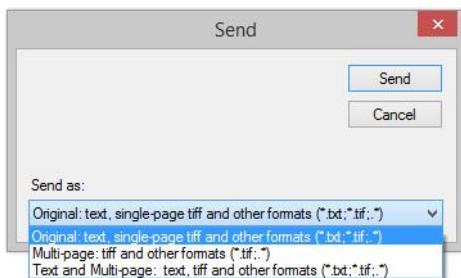 Send
Send
Cancel
Send as:
Original: text, single-page tiff and other formats (*.txt;*.tif;.*)
Original: text, single-page tiff and other formats (*.txt;*.tif;.*)
Multi-page: tiff and other formats (*.tif;.*)
Text and Multi-page: text, tiff and other formats (*.txt;*.tif;.*)